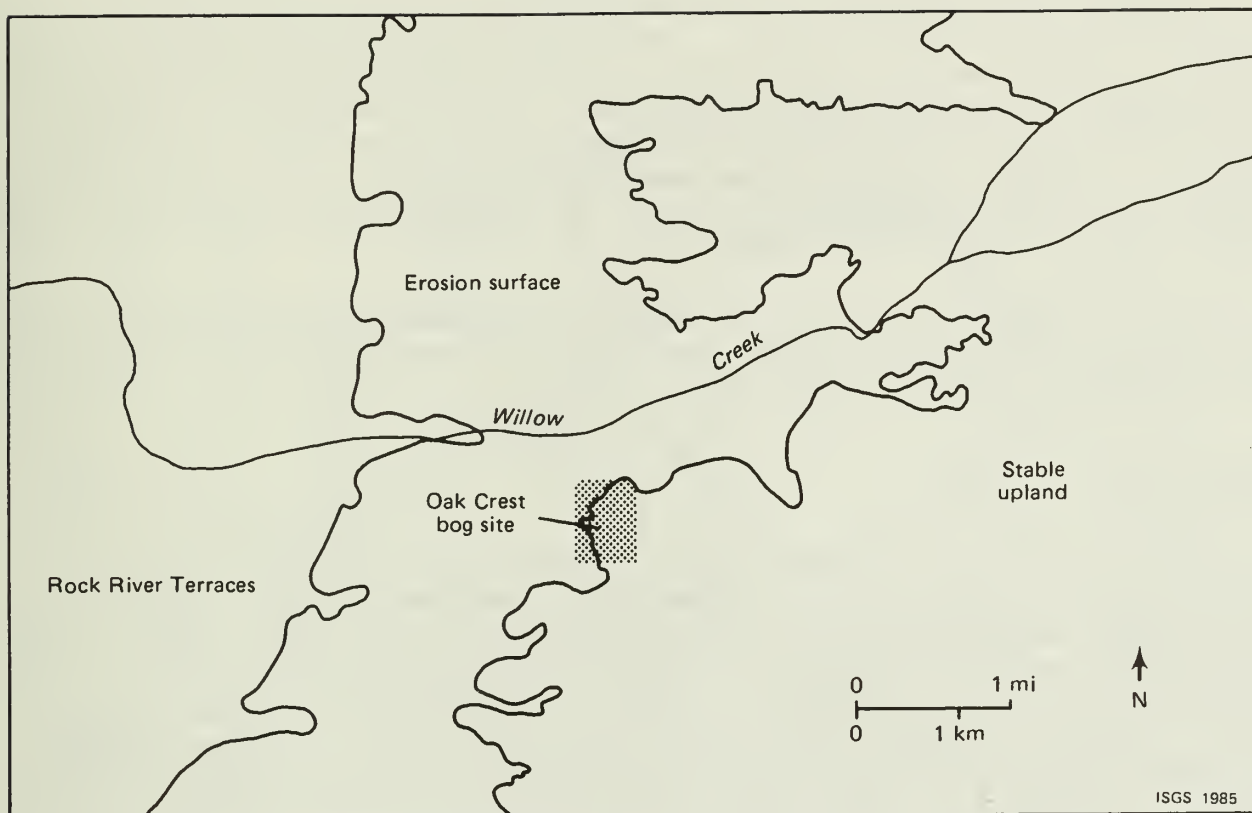 Erosion surface
Creek
Willow
Stable
upland
Oak Crest
bog site
Rock River Terraces
0 1 mi
0 1 km
N
ISGS 1985